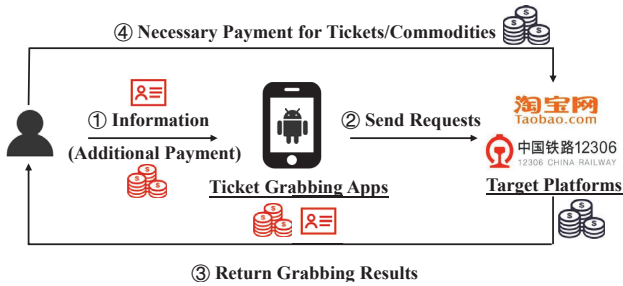 ④ Necessary Payment for Tickets/Commodities
① Information
(Additional Payment)
② Send Requests
淘宝网
Taobao.com
中国铁路12306
12306 CHINA RAILWAY
Ticket Grabbing Apps
Target Platforms
③ Return Grabbing Results